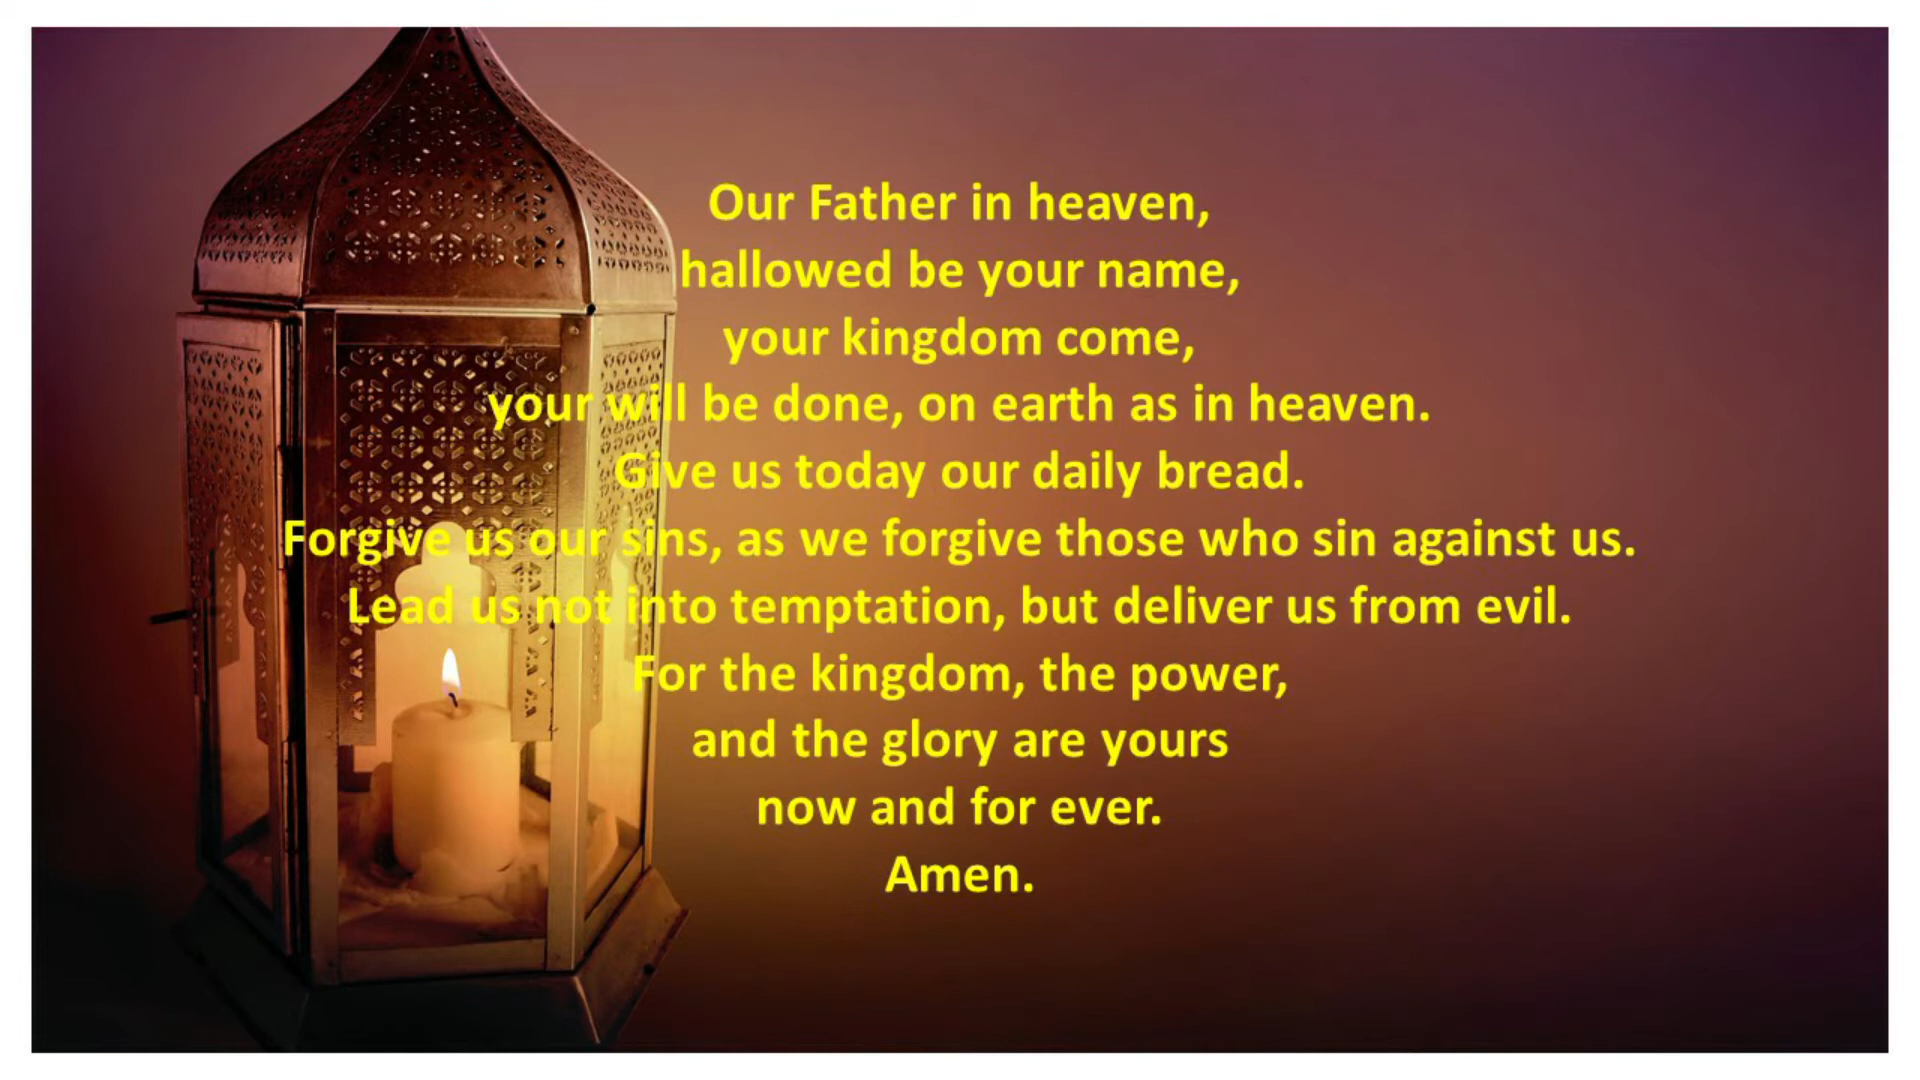 Our Father in heaven,
hallowed be your name,
your kingdom come,
your will be done, on earth as in heaven.
Give us today our daily bread.
Forgive us our sins, as we forgive those who sin against us.
Lead us not into temptation, but deliver us from evil.
For the kingdom, the power,
and the glory are yours
now and for ever.
Amen.